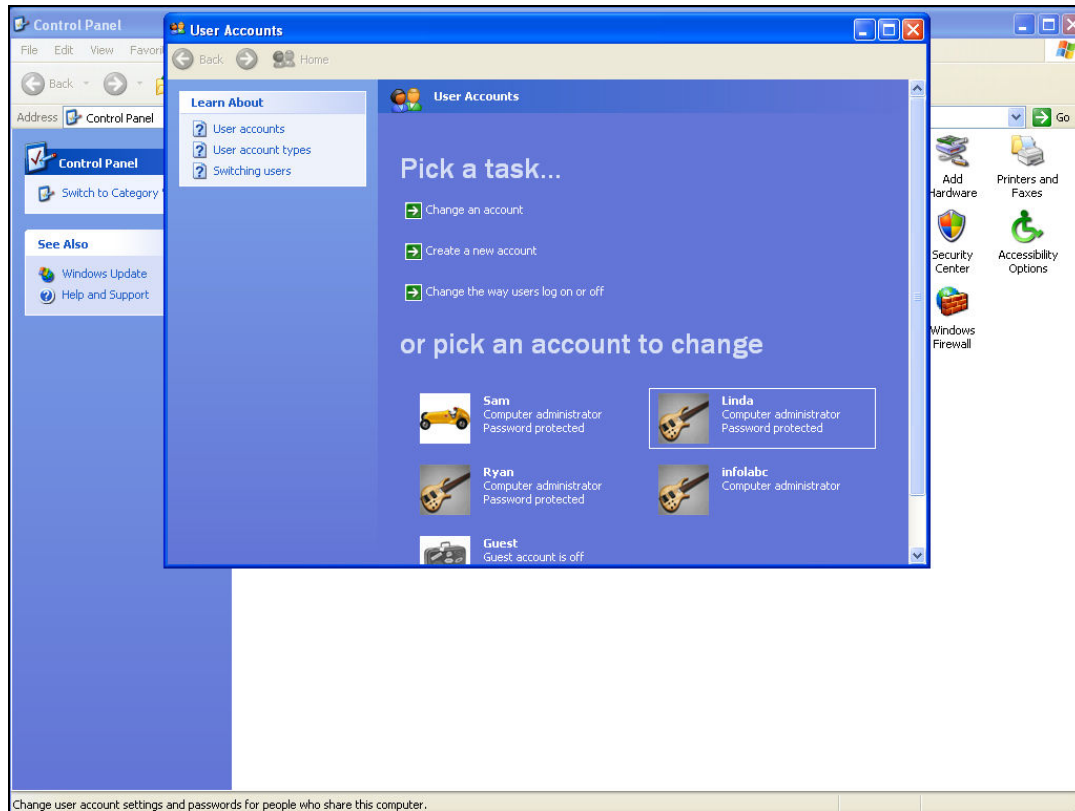 Control Panel
File Edit View Favori
Back
Address Control Panel
Go
Control Panel
Switch to Category
See Also
Windows Update
Help and Support
User Accounts
Back Home
Learn About
User accounts
User account types
Switching users
User Accounts
Pick a task...
Change an account
Create a new account
Change the way users log on or off
or pick an account to change
Sam
Computer administrator
Password protected
Linda
Computer administrator
Password protected
Ryan
Computer administrator
Password protected
infolabc
Computer administrator
Guest
Guest account is off
Add
Hardware
Printers and
Faxes
Security
Center
Accessibility
Options
Windows
Firewall
Change user account settings and passwords for people who share this computer.